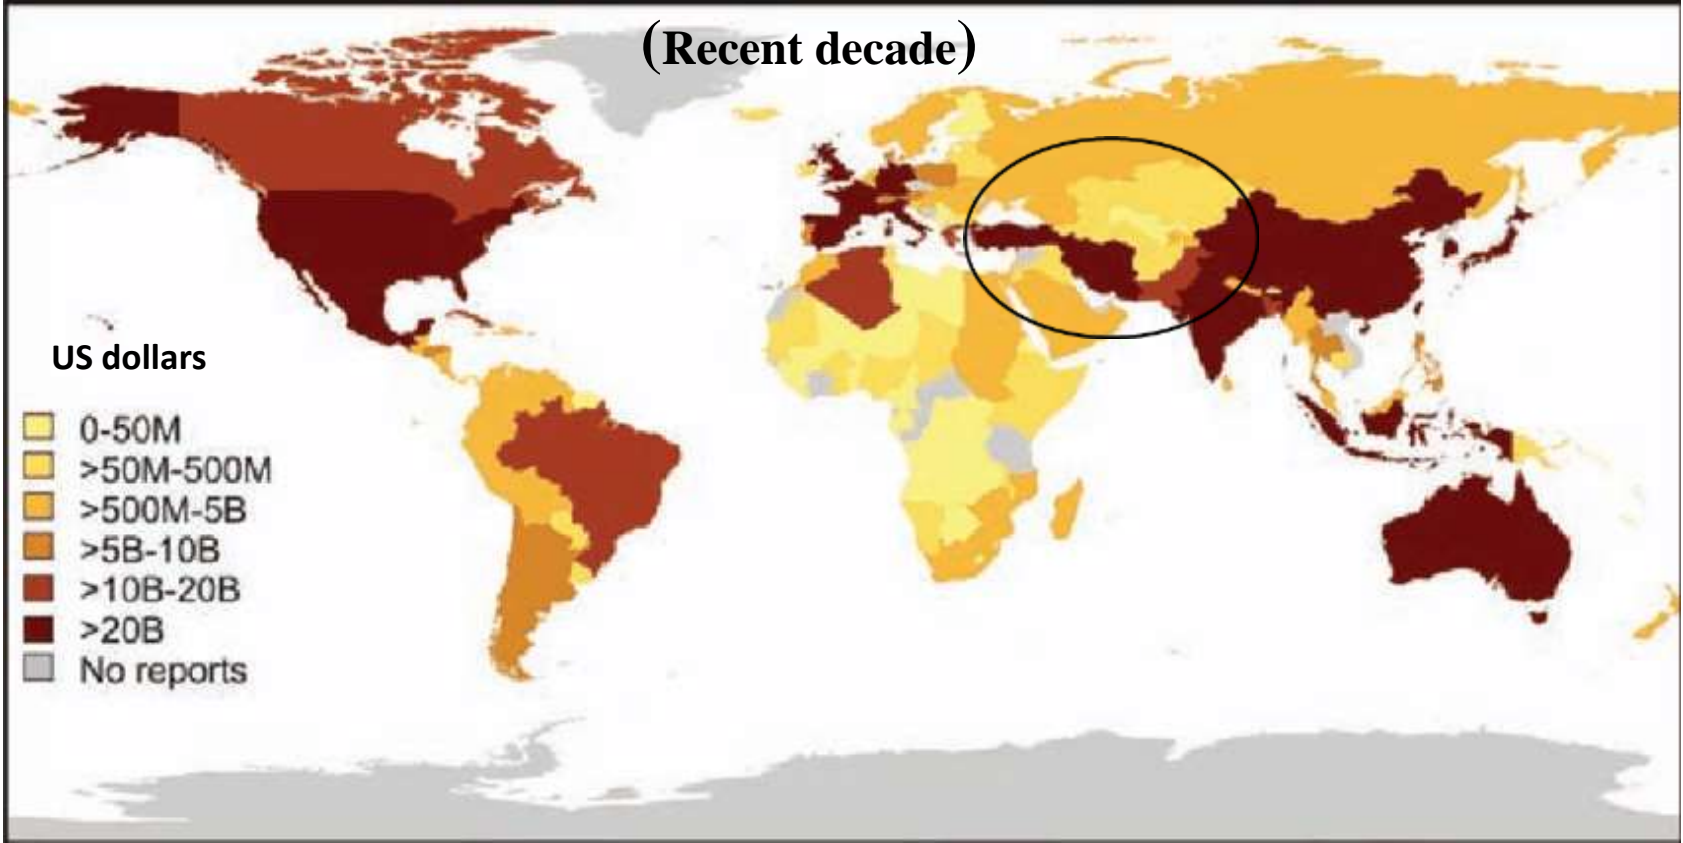 (Recent decade)
US dollars
0-50M
>50M-500M
>500M-5B
>5B-10B
>10B-20B
>20B
No reports